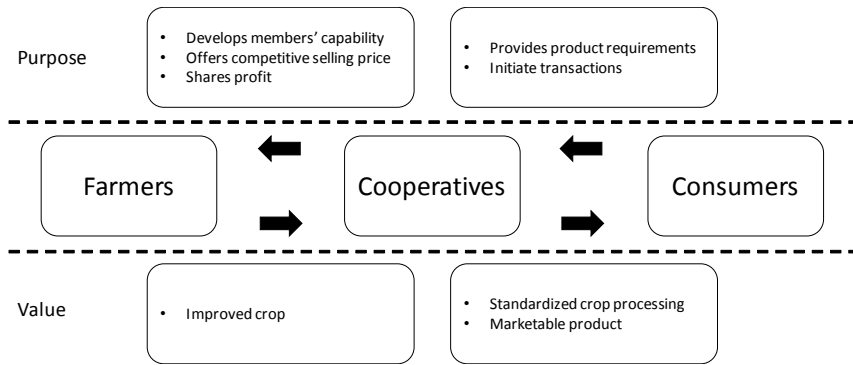 Purpose
• Develops members' capability
• Offers competitive selling price
• Shares profit
• Provides product requirements
• Initiate transactions
Farmers
Cooperatives
Consumers
Value
• Improved crop
• Standardized crop processing
• Marketable product